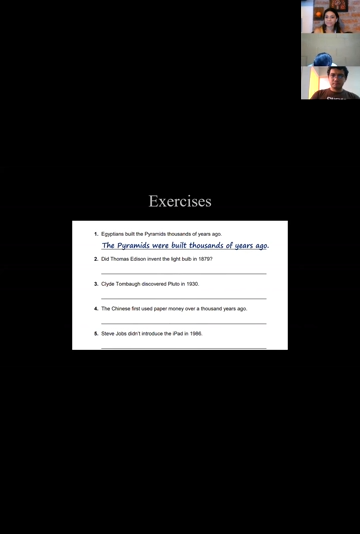 Exercises
1. Egyptians built the Pyramids thousands of years ago.
The Pyramids were built thousands of years ago.
2. Did Thomas Edison invent the light bulb in 1879?
3. Clyde Tombaugh discovered Pluto in 1930.
4. The Chinese first used paper money over a thousand years ago.
5. Steve Jobs didn't introduce the iPad in 1986.